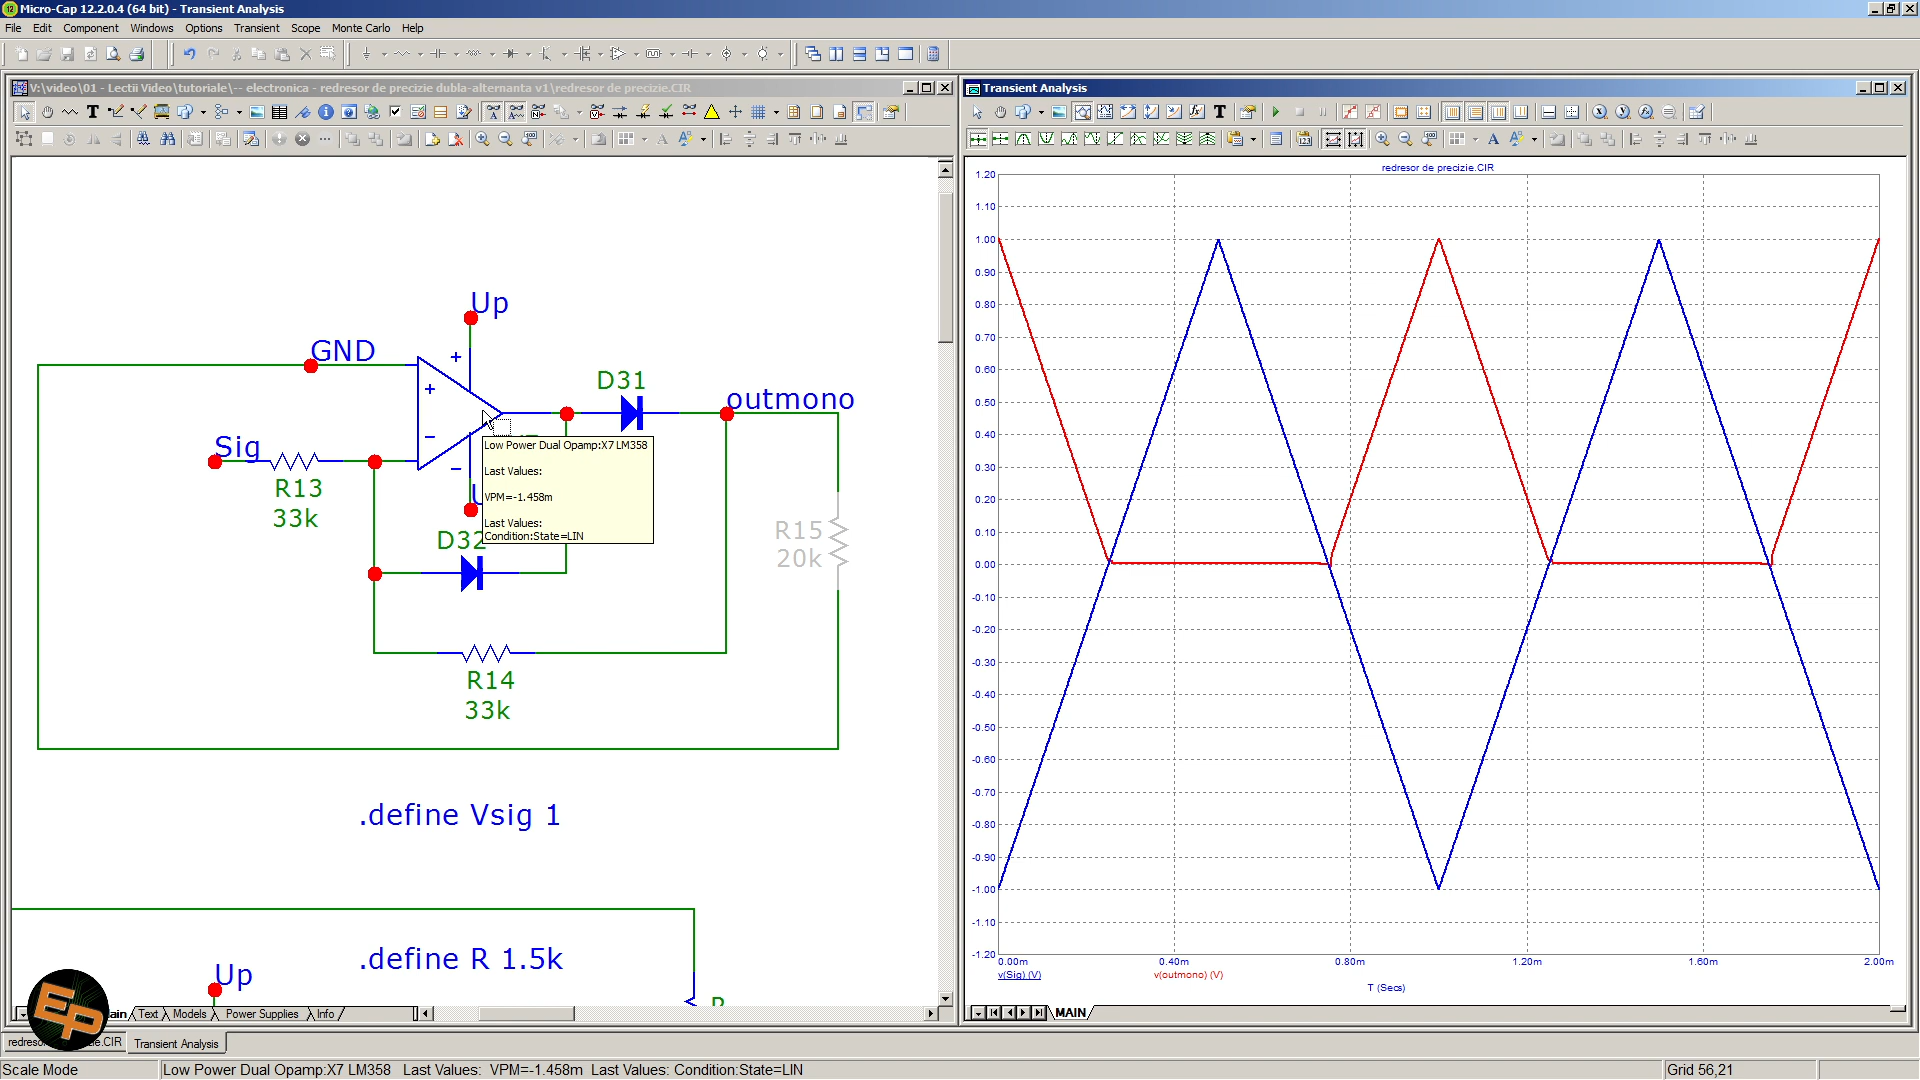 Micro-Cap 12.2.0.4 (64 bit) - Transient Analysis
File Edit Component Windows Options Transient Scope Monte Carlo Help
V:\video\01 - Lectii Video\tutoriale\-- electronica - redresor de precizie dubla-alternanta v1\redresor de precizie.CIR
Transient Analysis
redresor de precizie.CIR
Up
GND
D31
outmono
Sig
R13
33k
Low Power Dual Opamp:X7 LM358
Last Values:
VPM=-1.458m
Last Values:
Condition:State=LIN
D32
R15
20k
R14
33k
.define Vsig 1
.define R 1.5k
Up
1.20
1.10
1.00
0.90
0.80
0.70
0.60
0.50
0.40
0.30
0.20
0.10
0.00
-0.10
-0.20
-0.30
-0.40
-0.50
-0.60
-0.70
-0.80
-0.90
-1.00
-1.10
-1.20
0.00m 0.40m 0.80m 1.20m 1.60m 2.00m
v(Sig) (V) v(outmono) (V)
T (Secs)
EP
Text Models Power Supplies Info
MAIN
Transient Analysis
Scale Mode
Low Power Dual Opamp:X7 LM358 Last Values: VPM=-1.458m Last Values: Condition:State=LIN
Grid 56,21